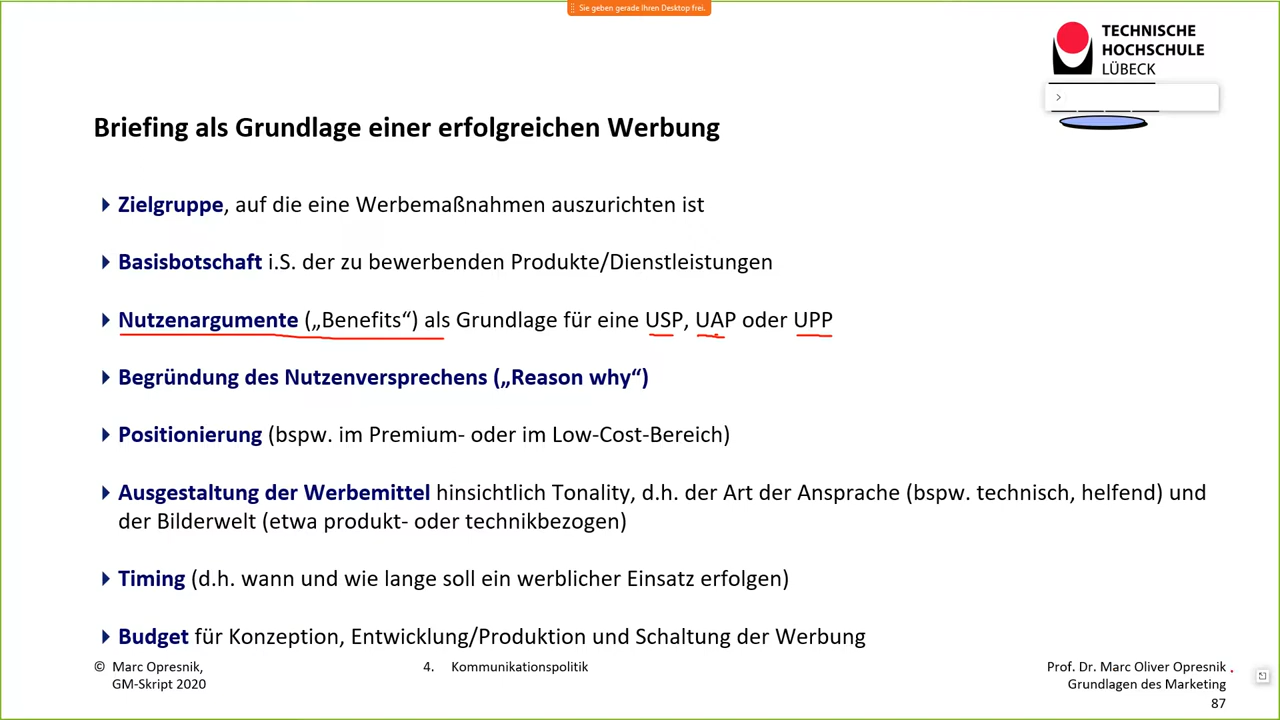 Sie geben gerade Ihren Desktop frei.
TECHNISCHE
HOCHSCHULE
LÜBECK
Briefing als Grundlage einer erfolgreichen Werbung
Zielgruppe, auf die eine Werbemaßnahmen auszurichten ist
Basisbotschaft i.S. der zu bewerbenden Produkte/Dienstleistungen
Nutzenargumente („Benefits“) als Grundlage für eine USP, UAP oder UPP
Begründung des Nutzenversprechens („Reason why“)
Positionierung (bspw. im Premium- oder im Low-Cost-Bereich)
Ausgestaltung der Werbemittel hinsichtlich Tonality, d.h. der Art der Ansprache (bspw. technisch, helfend) und
der Bilderwelt (etwa produkt- oder technikbezogen)
Timing (d.h. wann und wie lange soll ein werblicher Einsatz erfolgen)
Budget für Konzeption, Entwicklung/Produktion und Schaltung der Werbung
© Marc Opresnik,
GM-Skript 2020
4. Kommunikationspolitik
Prof. Dr. Marc Oliver Opresnik
Grundlagen des Marketing
87